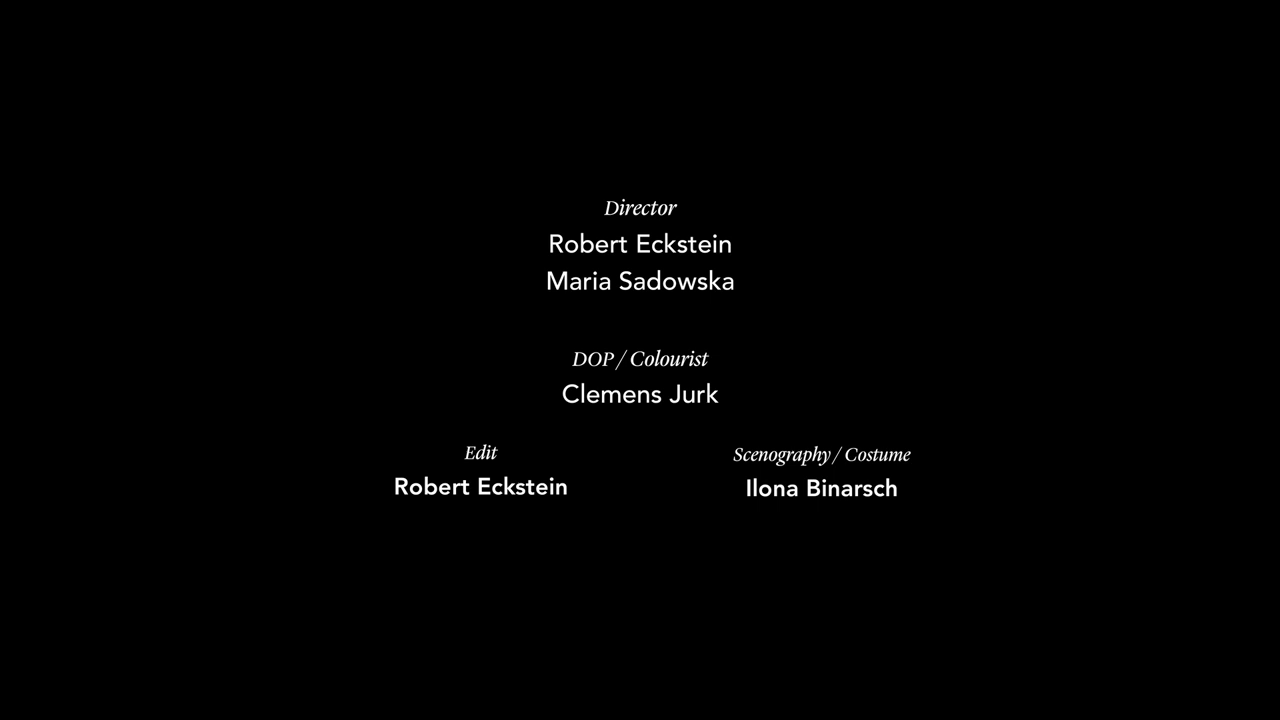 Director
Robert Eckstein
Maria Sadowska
DOP / Colourist
Clemens Jurk
Edit
Robert Eckstein
Scenography / Costume
Ilona Binarsch